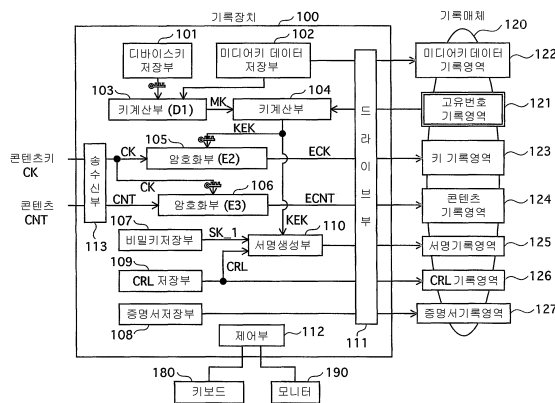 기록장치
100
기록매체
101
102
120
디바이스키
저장부
미디어키 데이터
저장부
미디어키 데이터
기록영역
122
103
키계산부 (D1)
MK
키계산부
104
고유번호
기록영역
121
KEK
드라이브부
콘텐츠키
CK
CK
105
암호화부 (E2)
ECK
키 기록영역
123
송수신부
CK
106
콘텐츠
CNT
CNT
암호화부 (E3)
ECNT
콘텐츠
기록영역
124
113
107
비밀키저장부
SK_1
KEK
110
서명생성부
서명기록영역
125
109
CRL 저장부
CRL
CRL 기록영역
126
증명서저장부
108
111
증명서기록영역
127
제어부
112
180
키보드
190
모니터